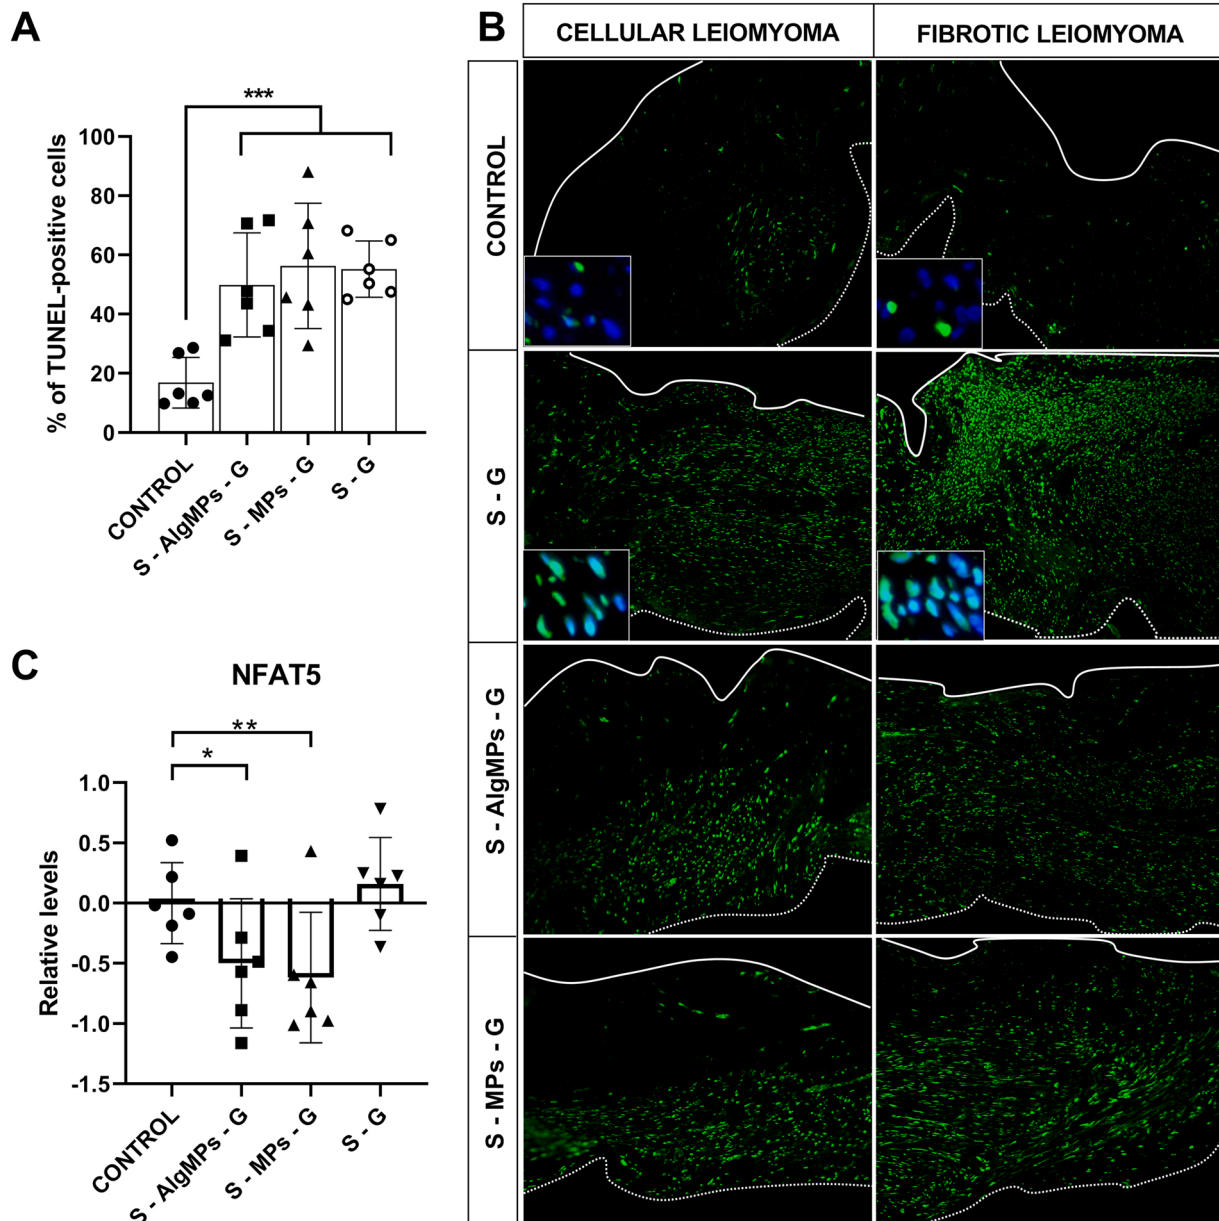 A
***
% of TUNEL-positive cells
100
80
60
40
20
0
CONTROL
S - AlgMPs - G
S - MPs - G
S - G
B
CELLULAR LEIOMYOMA
FIBROTIC LEIOMYOMA
CONTROL
S - G
S - AlgMPs - G
S - MPs - G
C
NFAT5
**
*
Relative levels
1.0
0.5
0.0
-0.5
-1.0
-1.5
CONTROL
S - AlgMPs - G
S - MPs - G
S - G